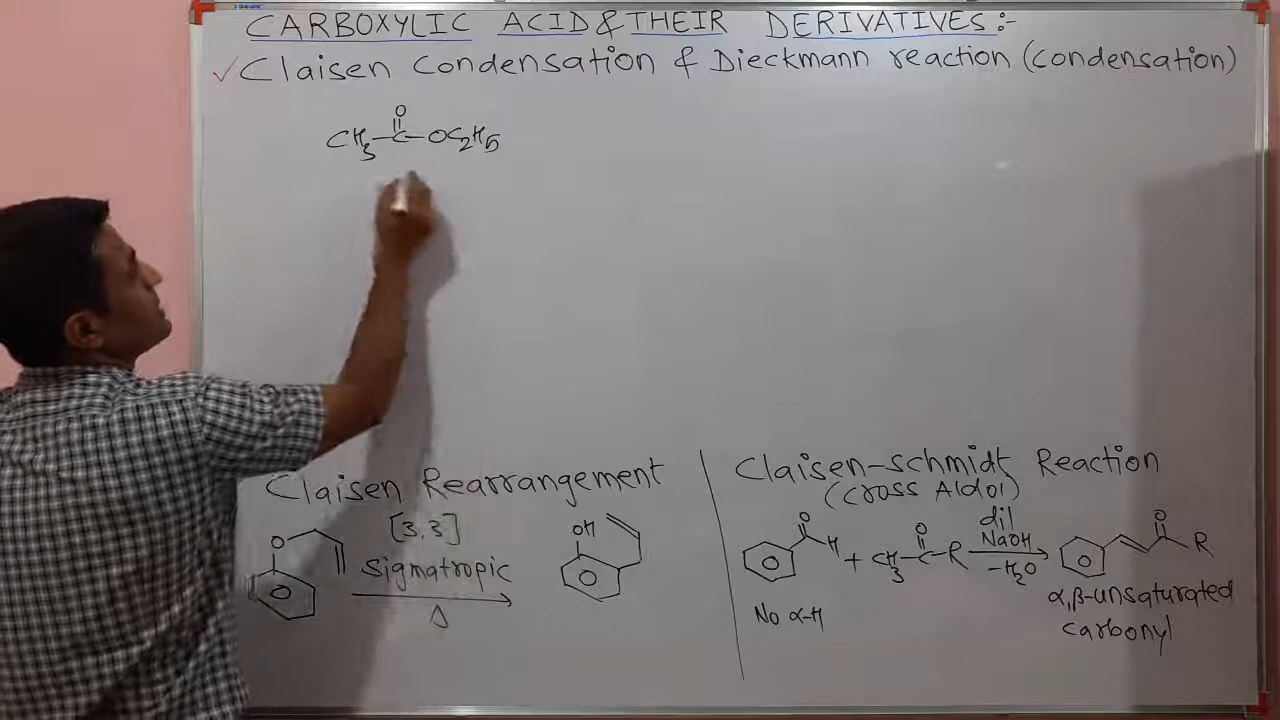 CARBOXYLIC ACID & THEIR DERIVATIVES:-
✓ Claisen condensation & Dieckmann reaction (condensation)
O
CH3-C-OC2H5
Claisen Rearrangement
[3,3]
O
sigmatropic
Δ
OH
Claisen-Schmidt Reaction
(Cross Aldol)
O
H
+ CH3-C-R
O
dil
NaOH
-H2O
O
R
No α-H
α,β-unsaturated
carbonyl